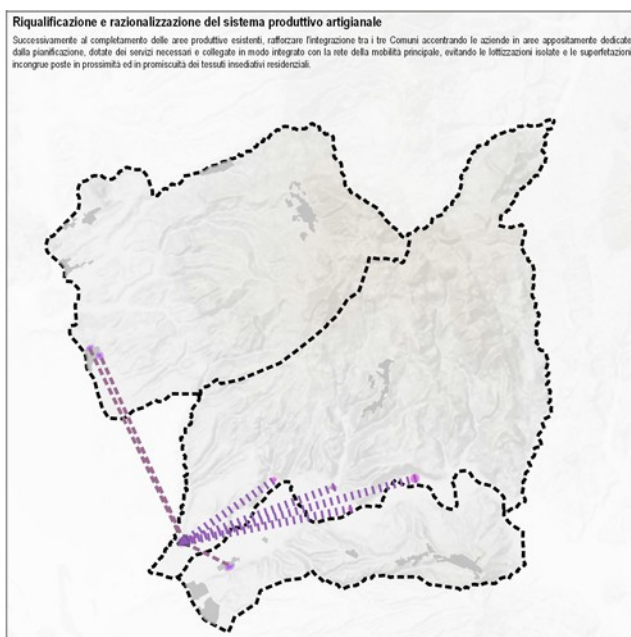 Riqualificazione e razionalizzazione del sistema produttivo artigianale
Successivamente al completamento delle aree produttive esistenti, rafforzare l'integrazione tra i tre Comuni accentrando le aziende in aree appositamente dedicate
dalla pianificazione, dotate dei servizi necessari e collegate in modo integrato con la rete della mobilità principale, evitando le lottizzazioni isolate e le superfetazioni
incongrue poste in prossimità ed in promiscuità dei tessuti insediativi residenziali.